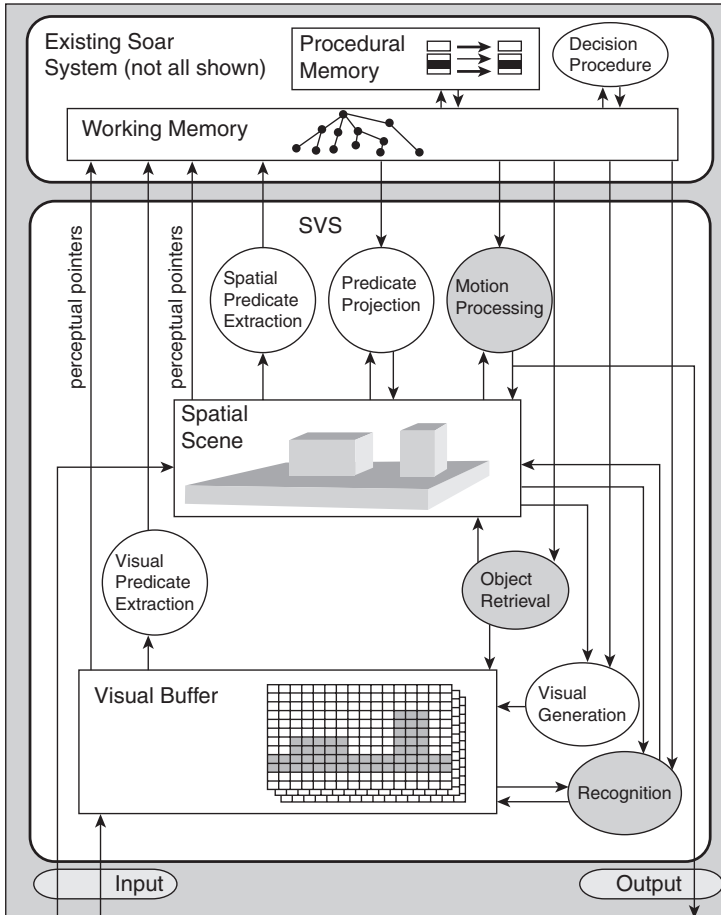 Existing Soar
System (not all shown)
Procedural
Memory
Decision
Procedure
Working Memory
SVS
perceptual pointers
perceptual pointers
Spatial
Predicate
Extraction
Predicate
Projection
Motion
Processing
Spatial
Scene
Visual
Predicate
Extraction
Object
Retrieval
Visual Buffer
Visual
Generation
Recognition
Input
Output